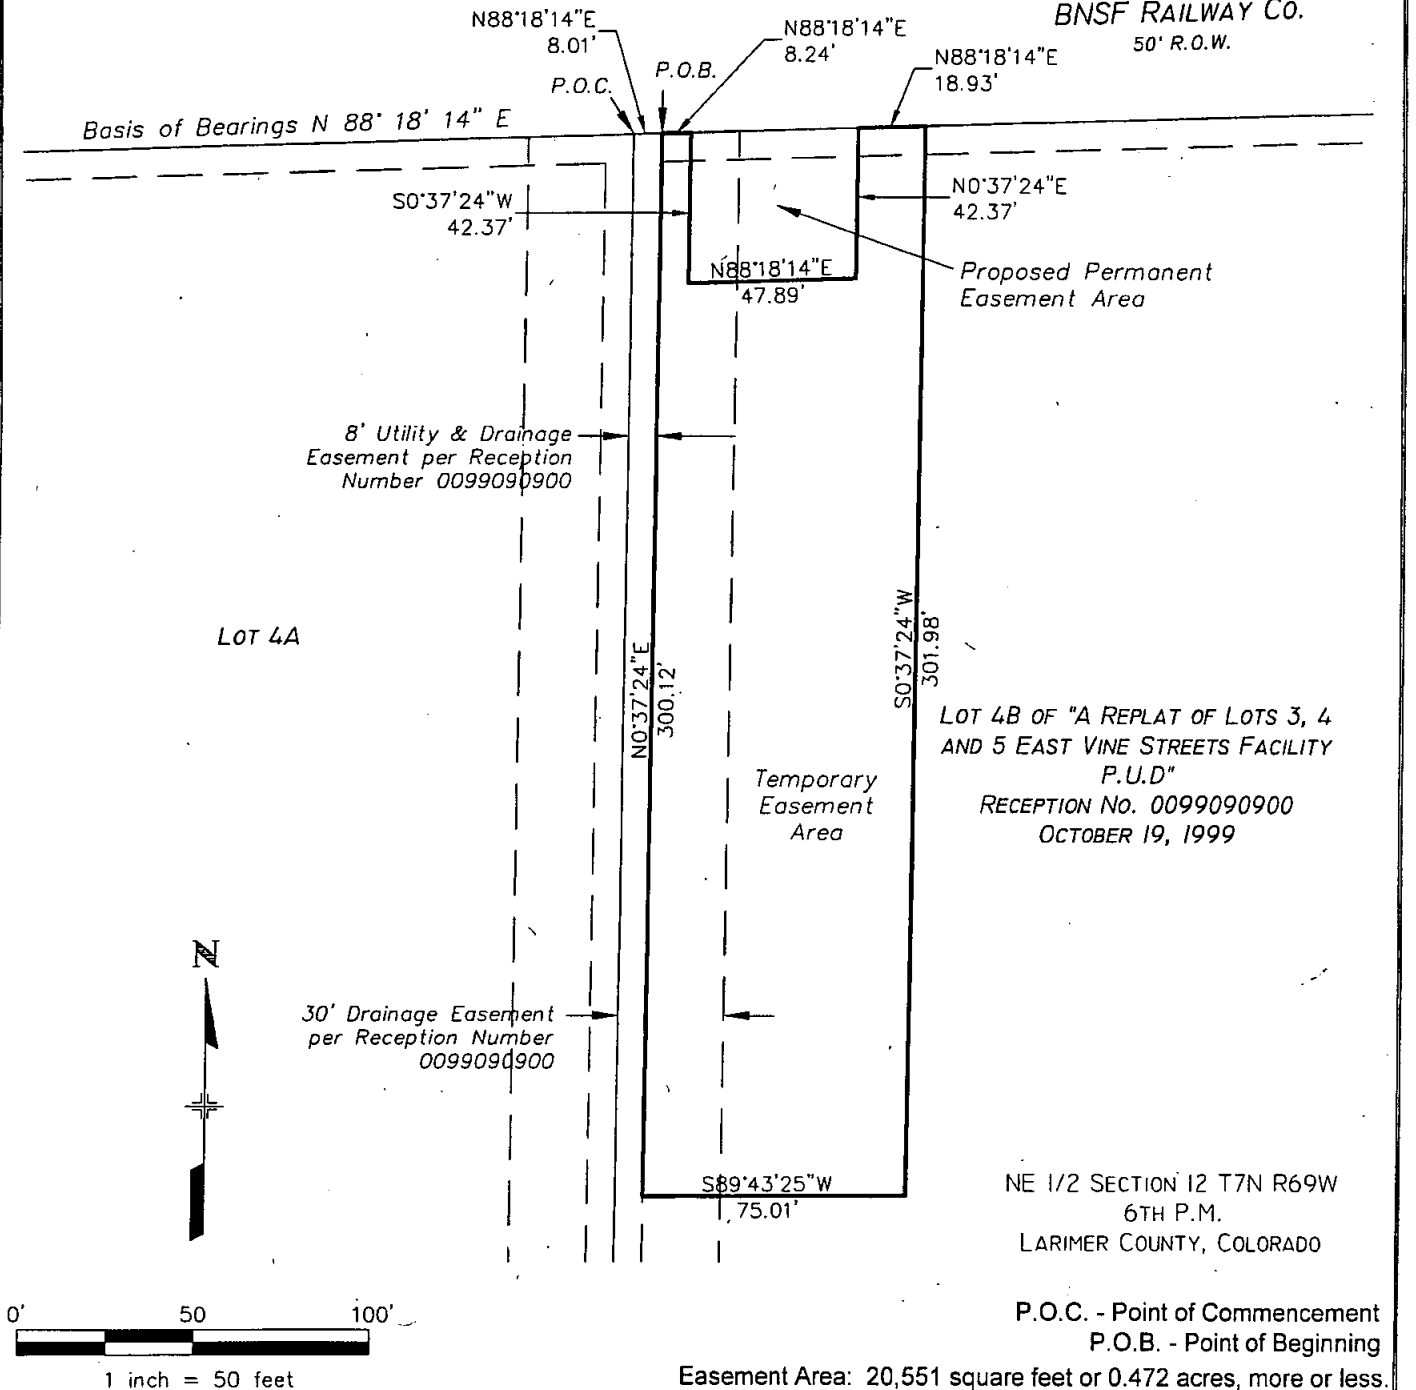 N88°18'14"E
8.01'
P.O.C.
P.O.B.
N88°18'14"E
8.24'
BNSF RAILWAY CO.
50' R.O.W.
N88°18'14"E
18.93'
Basis of Bearings N 88° 18' 14" E
S0°37'24"W
42.37'
N0°37'24"E
42.37'
N88°18'14"E
47.89'
Proposed Permanent
Easement Area
8' Utility & Drainage
Easement per Reception
Number 0099090900
LOT 4A
N0°37'24"E
300.12'
S0°37'24"W
301.98'
LOT 4B OF "A REPLAT OF LOTS 3, 4
AND 5 EAST VINE STREETS FACILITY
P.U.D"
RECEPTION NO. 0099090900
OCTOBER 19, 1999
Temporary
Easement
Area
N
30' Drainage Easement
per Reception Number
0099090900
S89°43'25"W
75.01'
NE 1/2 SECTION 12 T7N R69W
6TH P.M.
LARIMER COUNTY, COLORADO
0' 50 100'
1 inch = 50 feet
P.O.C. - Point of Commencement
P.O.B. - Point of Beginning
Easement Area: 20,551 square feet or 0.472 acres, more or less.